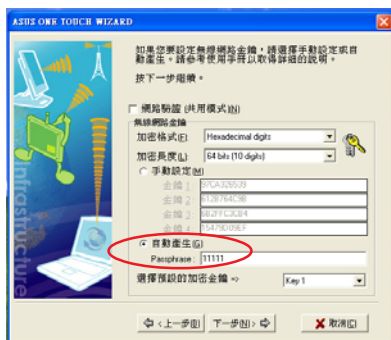 ASUS ONE TOUCH WIZARD
如果您要設定無線網路金鑰，請選擇手動設定或自
動產生。請參考使用手冊以取得詳細的說明。
按下一步繼續。
網路驗證 (共用模式)(N)
無線網路金鑰
加密格式(F): Hexadecimal digits
加密長度(L): 64 bits (10 digits)
手動設定(M)
金鑰 1:
金鑰 2: 612B764C9B
金鑰 3:
金鑰 4: 15479D09EF
自動產生(G)
Passphrase: 11111
選擇預設的加密金鑰 => Key 1
<上一步(B) 下一步(N)> 取消(C)
Infrastructure